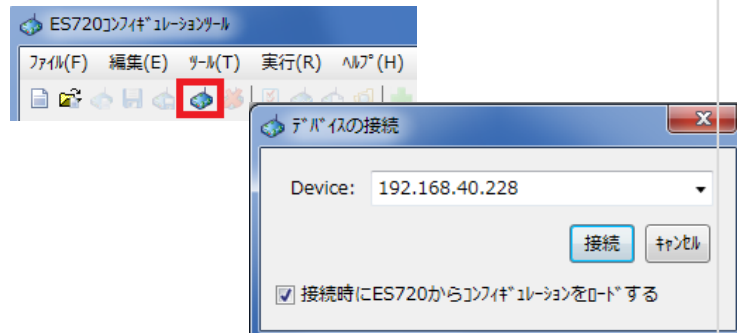 ES720ｺﾝﾌｨｷﾞｭﾚｰｼｮﾝﾂｰﾙ
ﾌｧｲﾙ(F) 編集(E) ﾂｰﾙ(T) 実行(R) ﾍﾙﾌﾟ(H)
ﾃﾞﾊﾞｲｽの接続
Device: 192.168.40.228
接続 ｷｬﾝｾﾙ
接続時にES720からｺﾝﾌｨｷﾞｭﾚｰｼｮﾝをﾛｰﾄﾞする